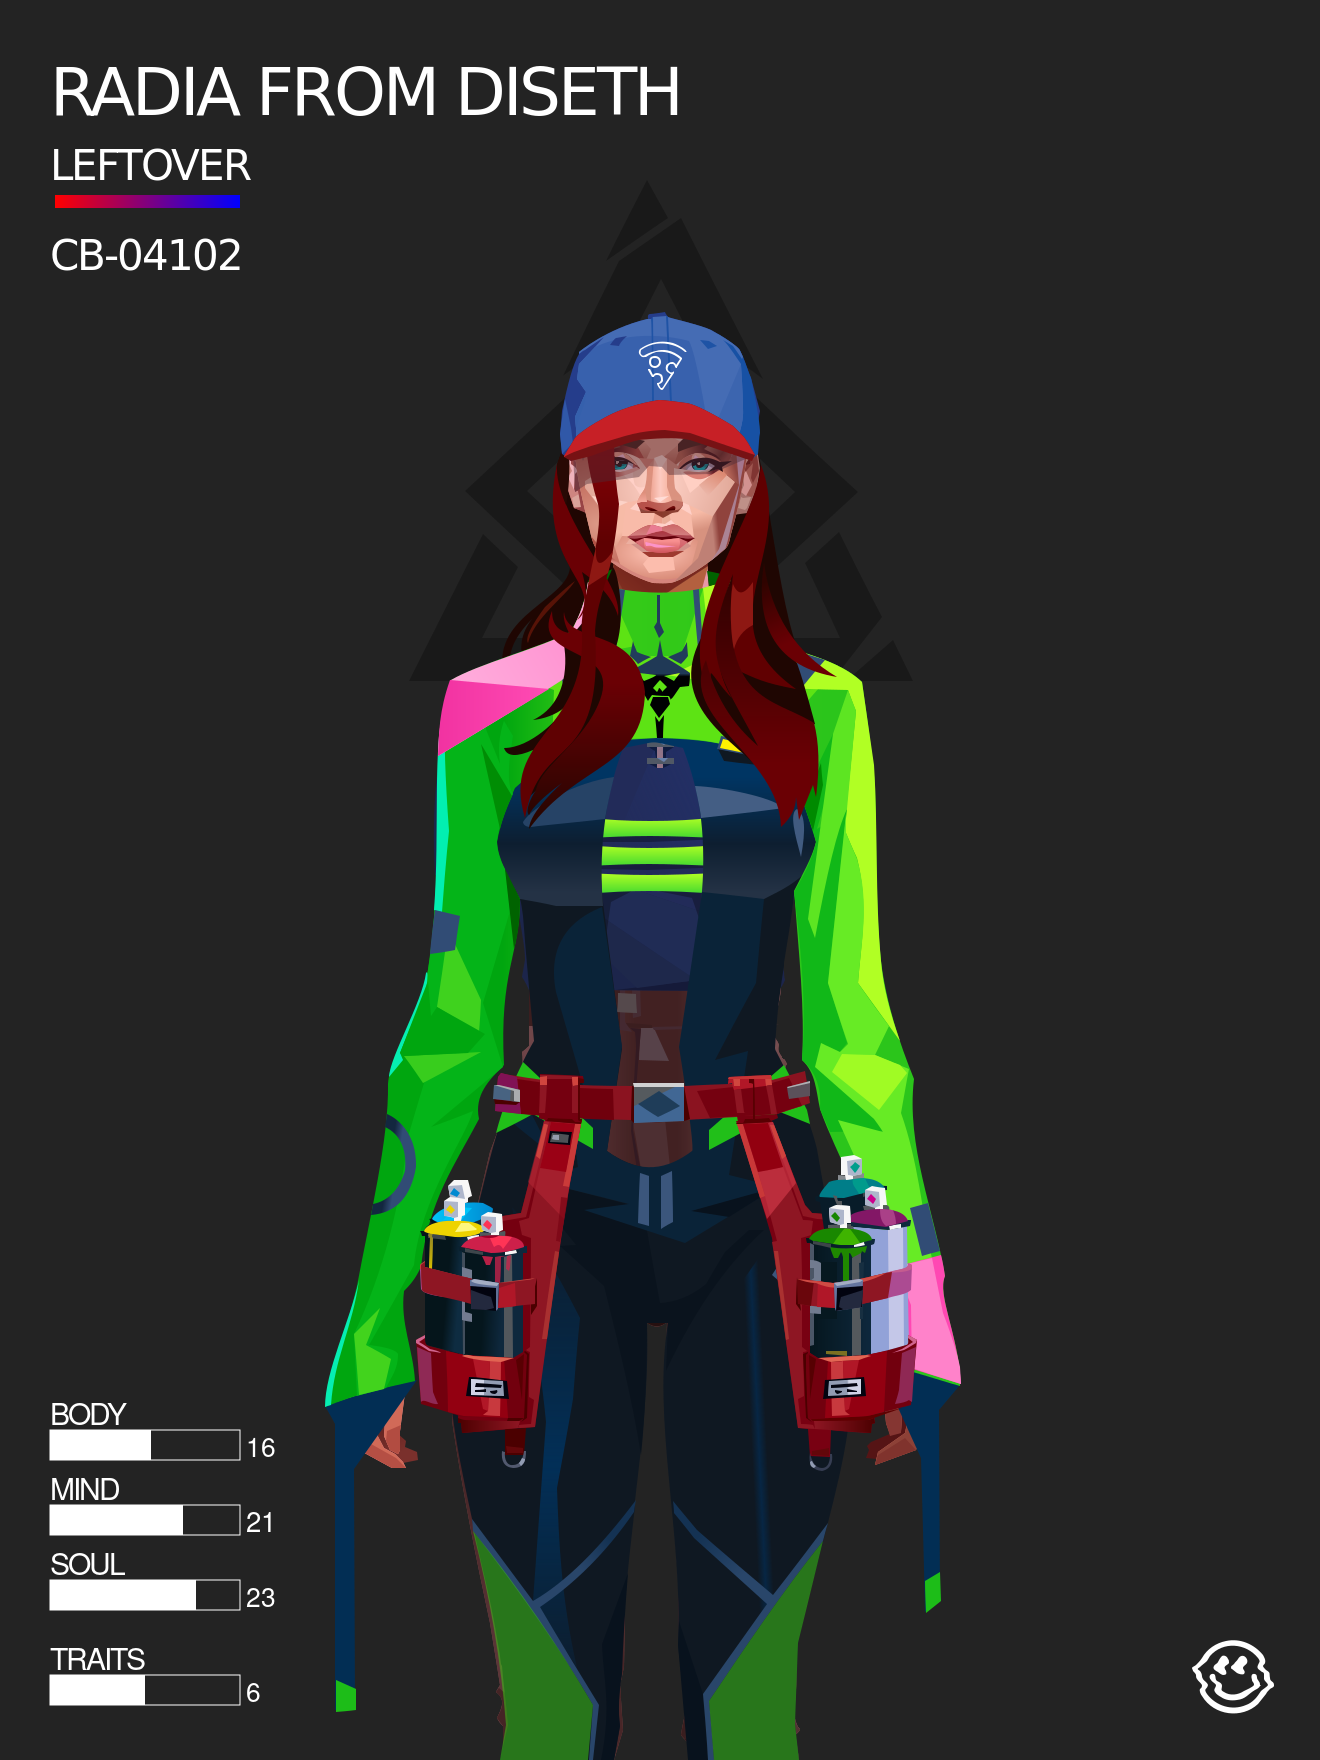 RADIA FROM DISETH
LEFTOVER
CB-04102
BODY
16
MIND
21
SOUL
23
TRAITS
6